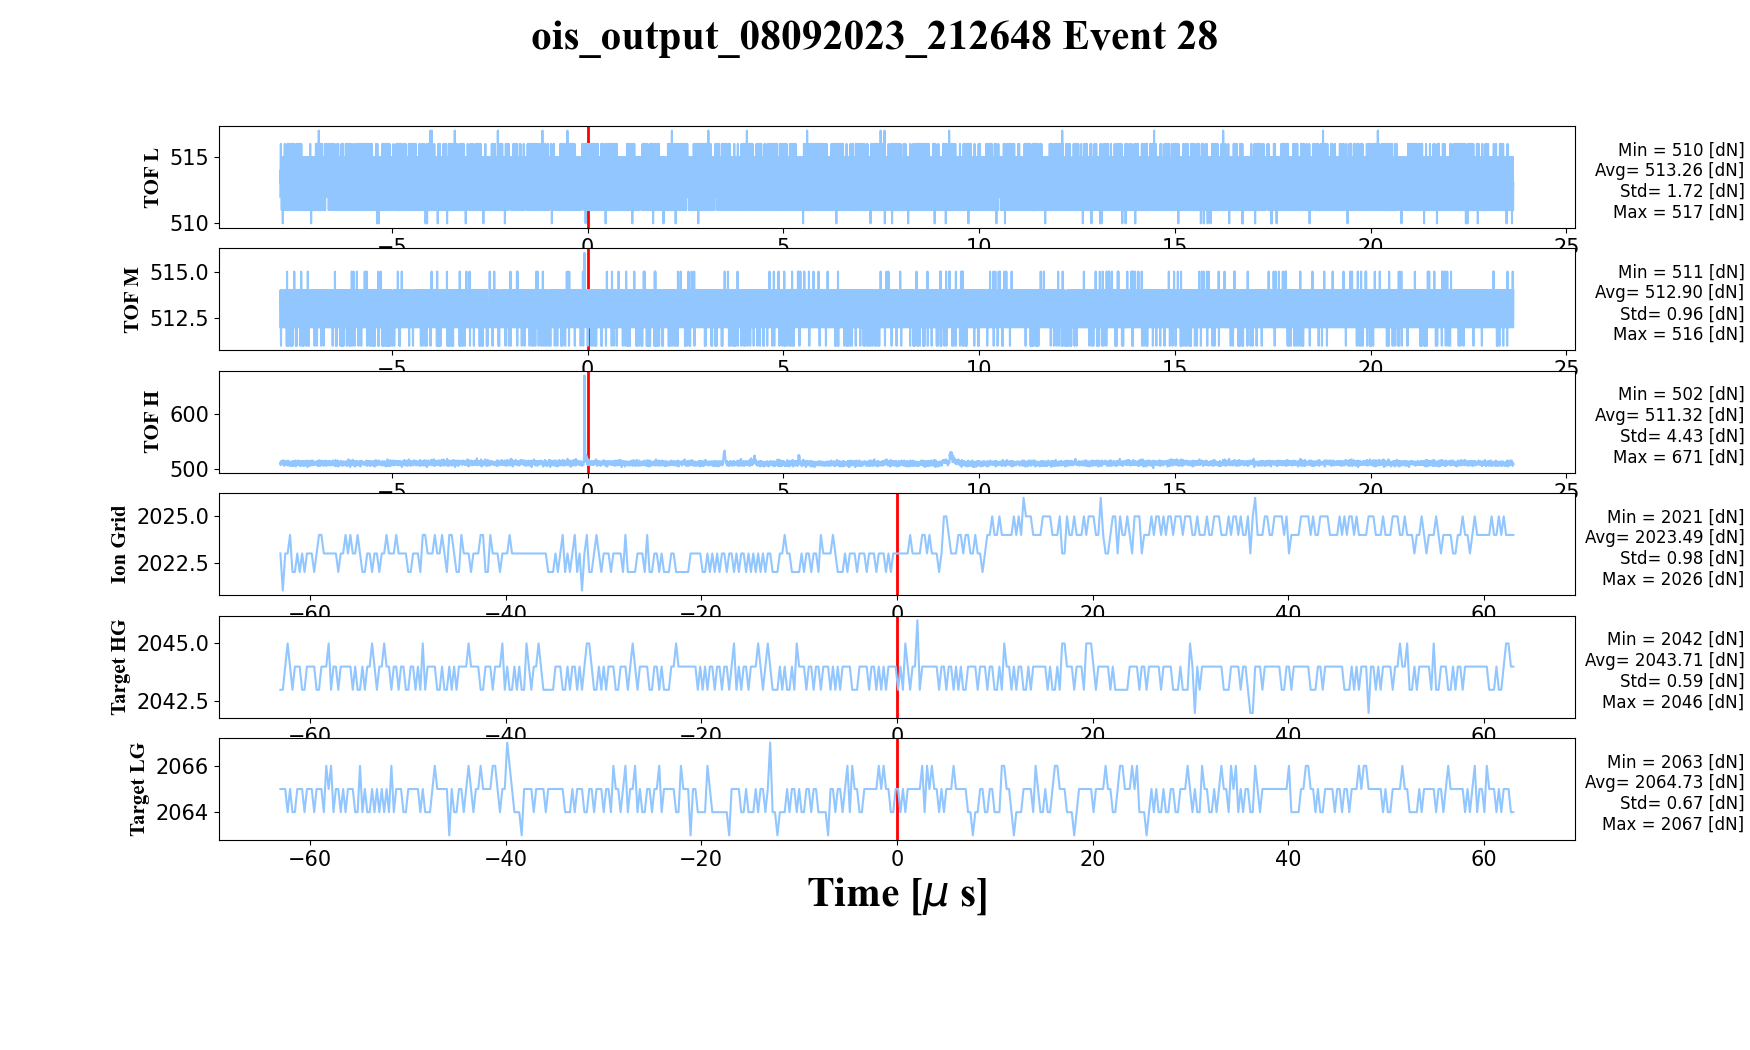 ois_output_08092023_212648 Event 28
TOF L
515
510
Min = 510 [dN]
Avg= 513.26 [dN]
Std= 1.72 [dN]
Max = 517 [dN]
−5 0 5 10 15 20 25
TOF M
515.0
512.5
Min = 511 [dN]
Avg= 512.90 [dN]
Std= 0.96 [dN]
Max = 516 [dN]
−5 0 5 10 15 20 25
TOF H
600
500
Min = 502 [dN]
Avg= 511.32 [dN]
Std= 4.43 [dN]
Max = 671 [dN]
−5 0 5 10 15 20 25
Ion Grid
2025.0
2022.5
Min = 2021 [dN]
Avg= 2023.49 [dN]
Std= 0.98 [dN]
Max = 2026 [dN]
−60 −40 −20 0 20 40 60
Target HG
2045.0
2042.5
Min = 2042 [dN]
Avg= 2043.71 [dN]
Std= 0.59 [dN]
Max = 2046 [dN]
−60 −40 −20 0 20 40 60
Target LG
2066
2064
Min = 2063 [dN]
Avg= 2064.73 [dN]
Std= 0.67 [dN]
Max = 2067 [dN]
−60 −40 −20 0 20 40 60
Time [μ s]